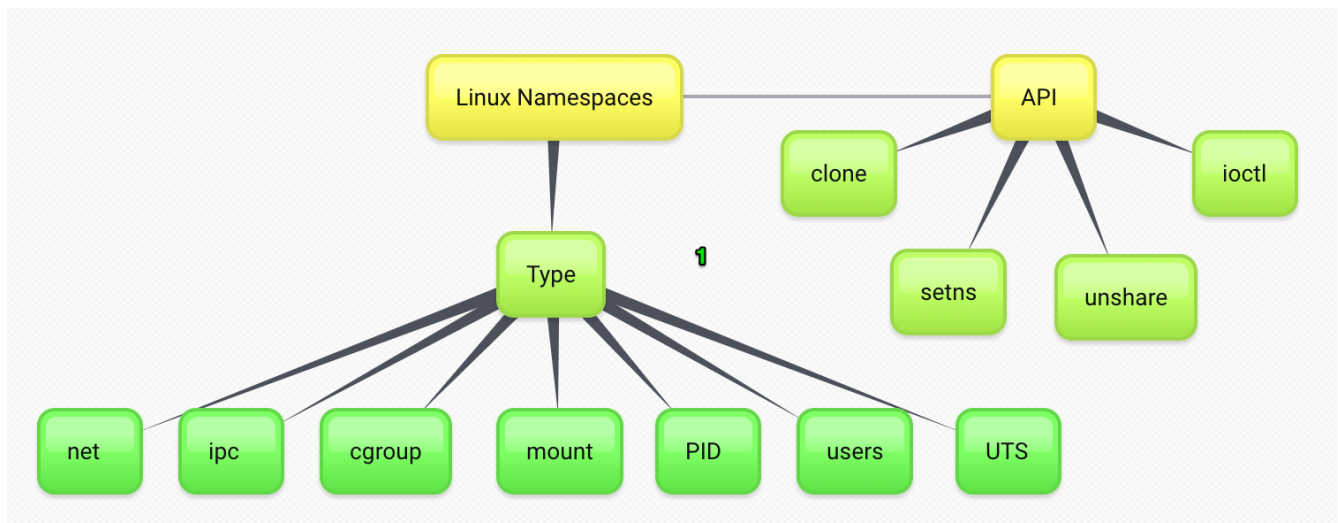 Linux Namespaces
API
clone
ioctl
Type
1
setns
unshare
net
ipc
cgroup
mount
PID
users
UTS